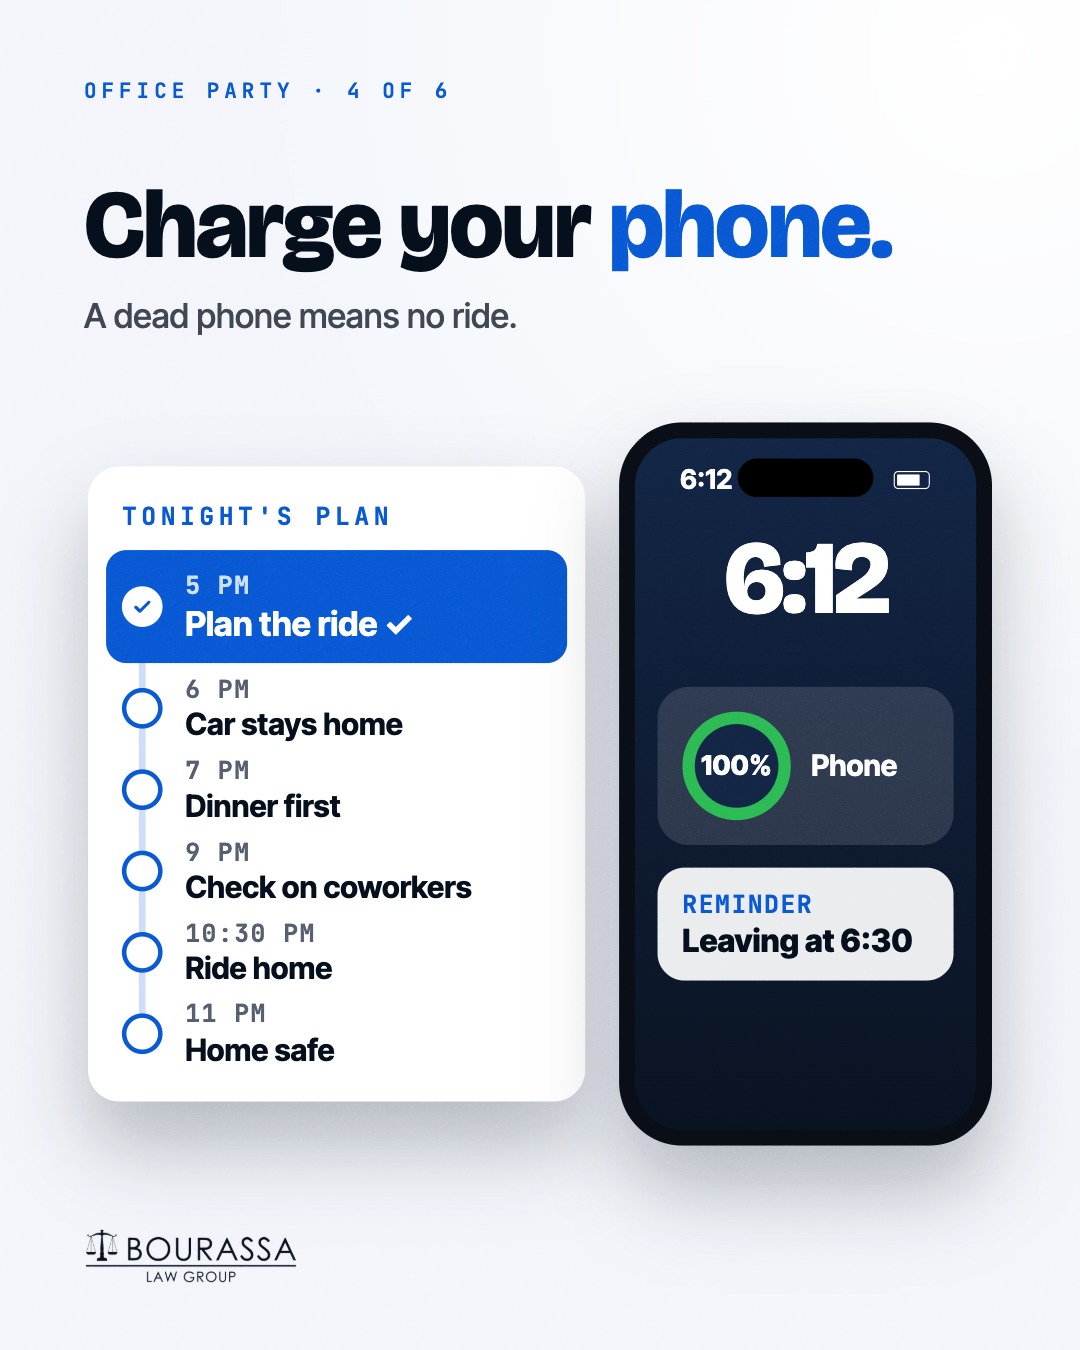 OFFICE PARTY · 4 OF 6
Charge your phone.
A dead phone means no ride.
TONIGHT'S PLAN
5 PM
Plan the ride ✓
6 PM
Car stays home
7 PM
Dinner first
9 PM
Check on coworkers
10:30 PM
Ride home
11 PM
Home safe
6:12
6:12
100% Phone
REMINDER
Leaving at 6:30
BOURASSA
LAW GROUP